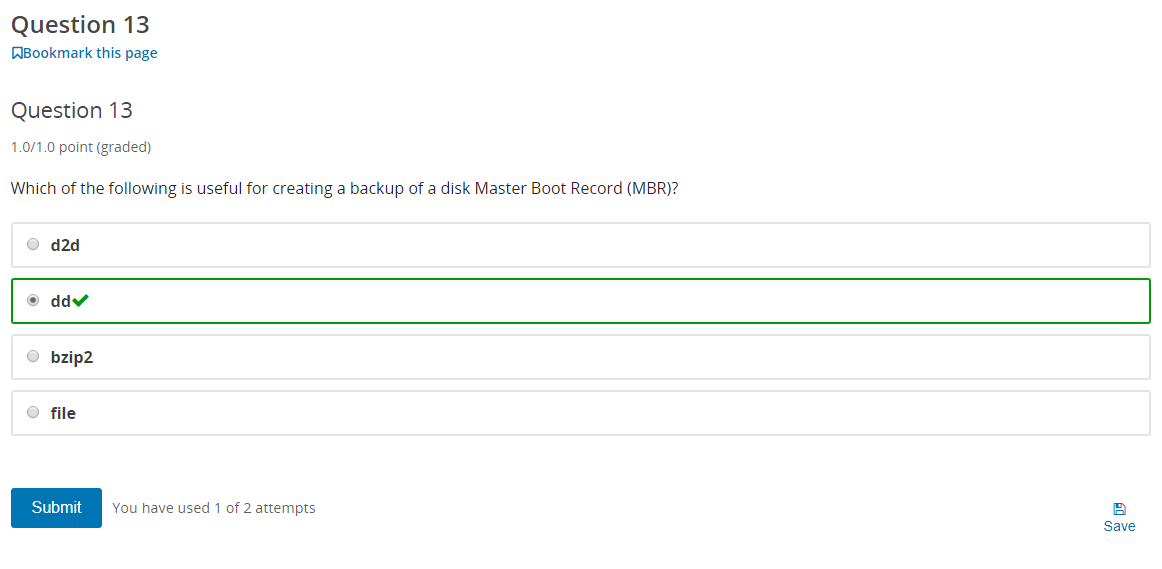 Question 13
Bookmark this page
Question 13
1.0/1.0 point (graded)
Which of the following is useful for creating a backup of a disk Master Boot Record (MBR)?
d2d
dd
bzip2
file
Submit You have used 1 of 2 attempts
Save